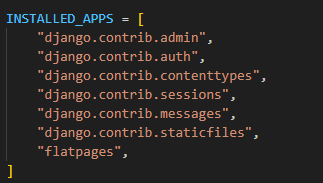 INSTALLED_APPS = [
    "django.contrib.admin",
    "django.contrib.auth",
    "django.contrib.contenttypes",
    "django.contrib.sessions",
    "django.contrib.messages",
    "django.contrib.staticfiles",
    "flatpages",
]